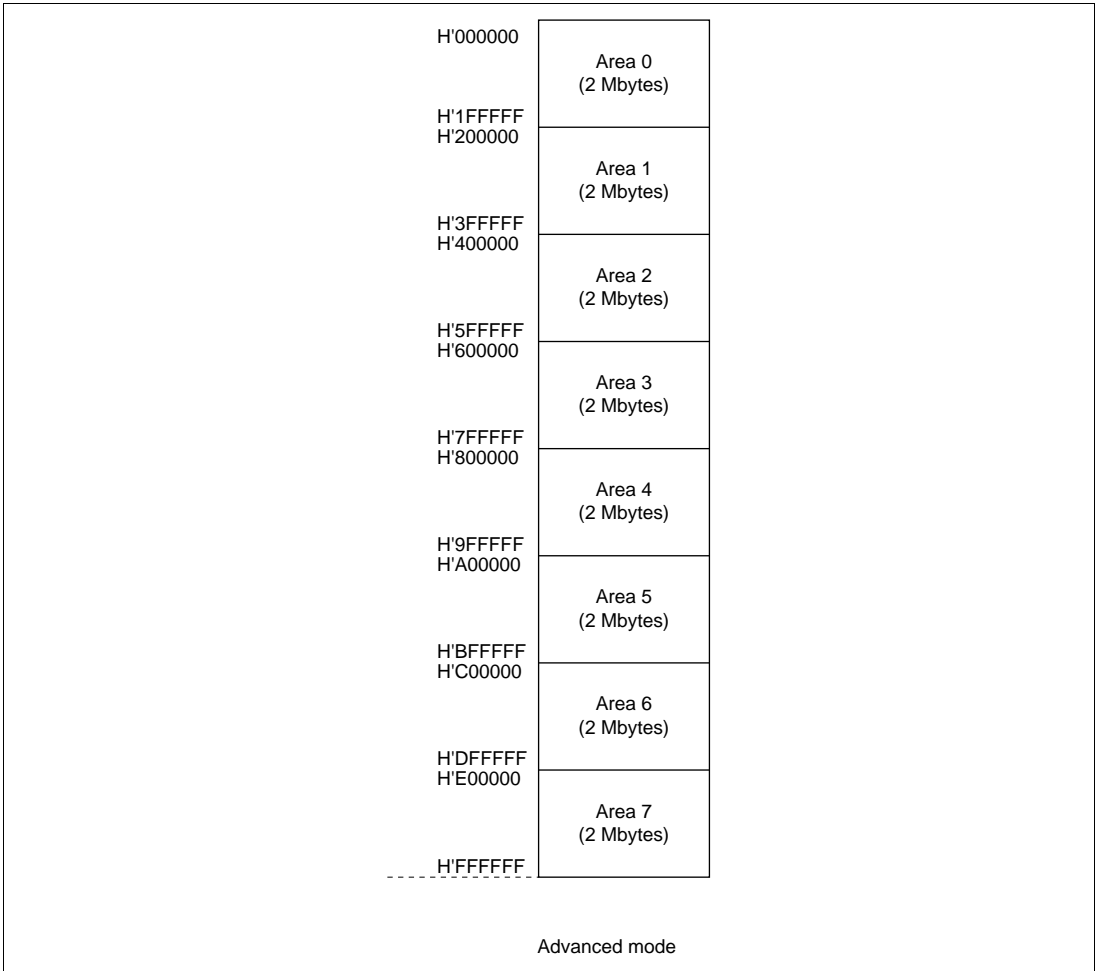 H'000000
Area 0
(2 Mbytes)
H'1FFFFF
H'200000
Area 1
(2 Mbytes)
H'3FFFFF
H'400000
Area 2
(2 Mbytes)
H'5FFFFF
H'600000
Area 3
(2 Mbytes)
H'7FFFFF
H'800000
Area 4
(2 Mbytes)
H'9FFFFF
H'A00000
Area 5
(2 Mbytes)
H'BFFFFF
H'C00000
Area 6
(2 Mbytes)
H'DFFFFF
H'E00000
Area 7
(2 Mbytes)
H'FFFFFF
Advanced mode